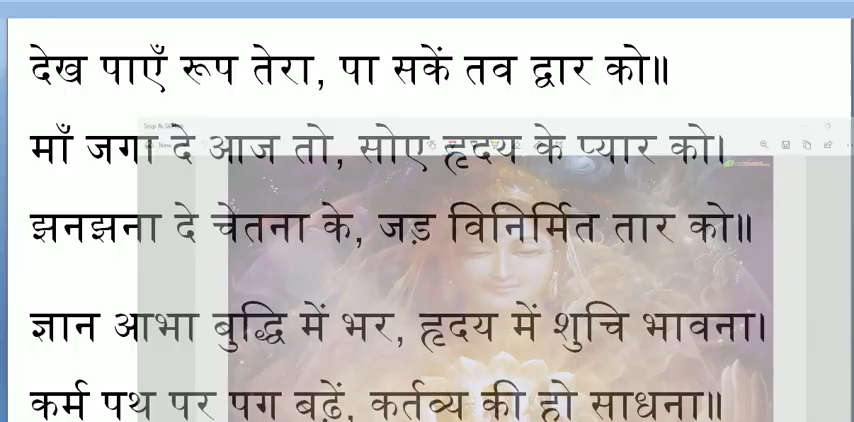 देख पाएँ रूप तेरा, पा सकें तव द्वार को॥
माँ जगा दे आज तो, सोए हृदय के प्यार को।
झनझना दे चेतना के, जड़ विनिर्मित तार को॥
ज्ञान आभा बुद्धि में भर, हृदय में शुचि भावना।
कर्म पथ पर पग बढ़ें, कर्तव्य की हो साधना॥